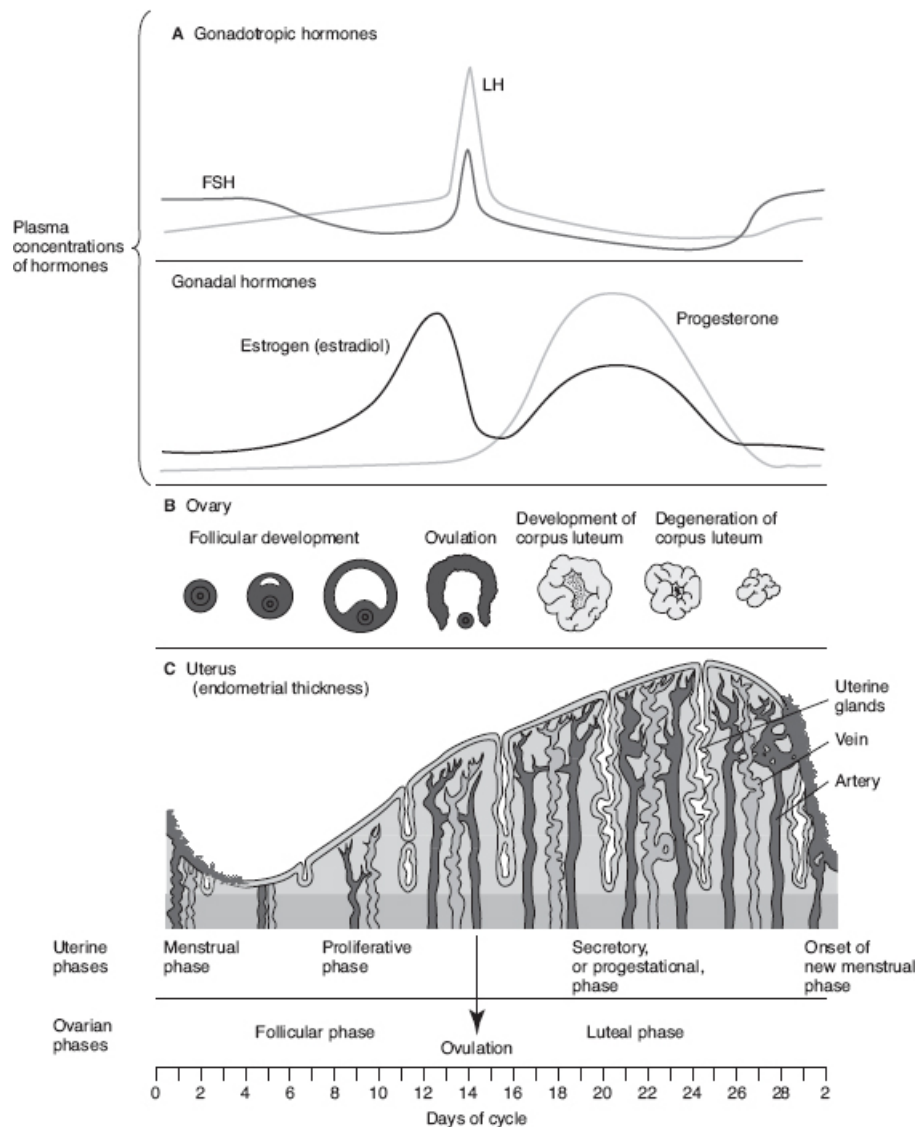 A Gonadotropic hormones
LH
FSH
Plasma
concentrations
of hormones
Gonadal hormones
Progesterone
Estrogen (estradiol)
B Ovary
Follicular development
Ovulation
Development of
corpus luteum
Degeneration of
corpus luteum
C Uterus
(endometrial thickness)
Uterine
glands
Vein
Artery
Uterine
phases
Menstrual
phase
Proliferative
phase
Secretory,
or progestational,
phase
Onset of
new menstrual
phase
Ovarian
phases
Follicular phase
Ovulation
Luteal phase
0 2 4 6 8 10 12 14 16 18 20 22 24 26 28 2
Days of cycle